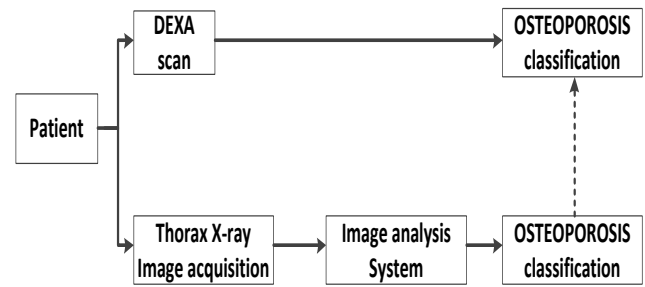 DEXA
scan
OSTEOPOROSIS
classification
Patient
Thorax X-ray
Image acquisition
Image analysis
System
OSTEOPOROSIS
classification